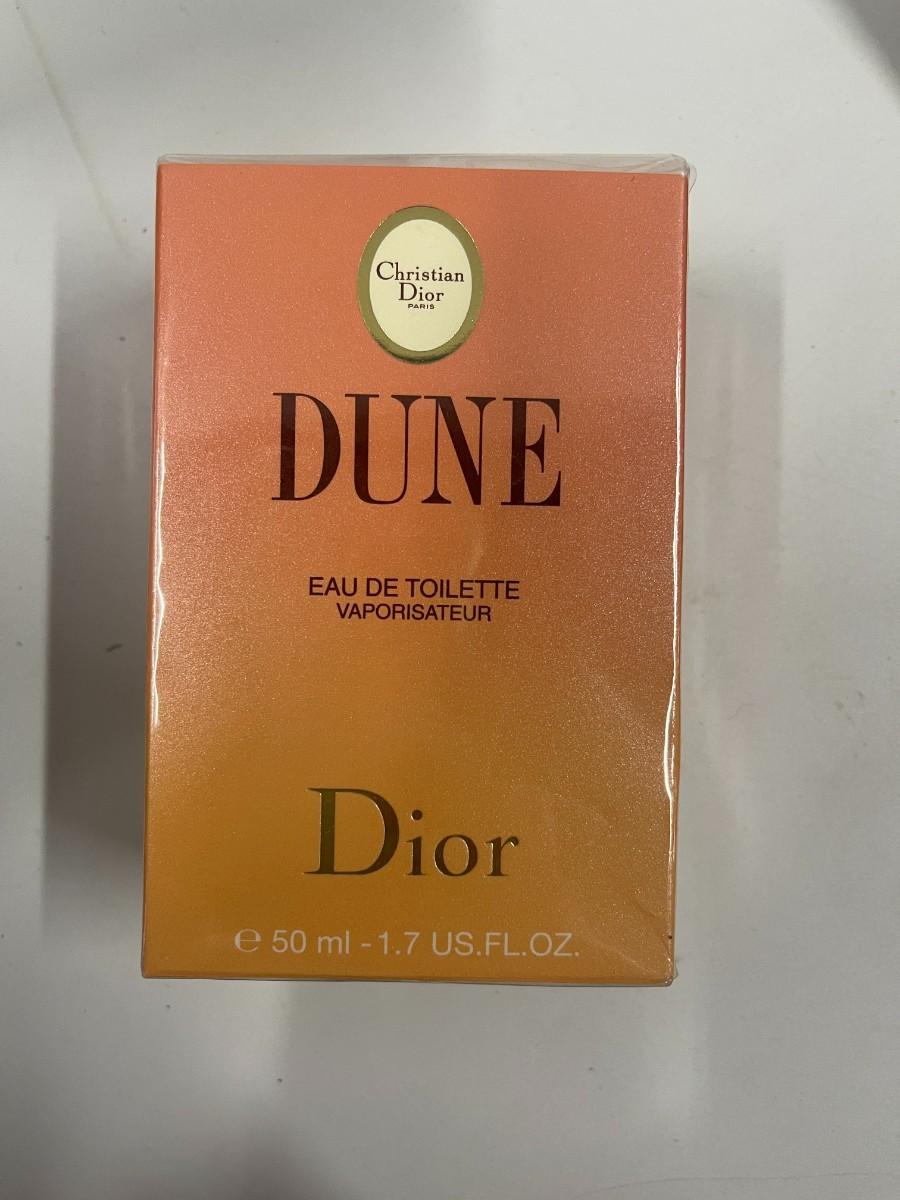 Christian
Dior
PARIS
DUNE
EAU DE TOILETTE
VAPORISATEUR
Dior
℮ 50 ml - 1.7 US.FL.OZ.